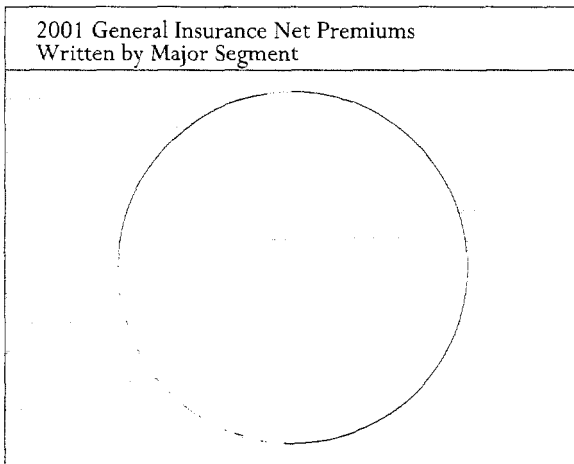 2001 General Insurance Net Premiums
Written by Major Segment